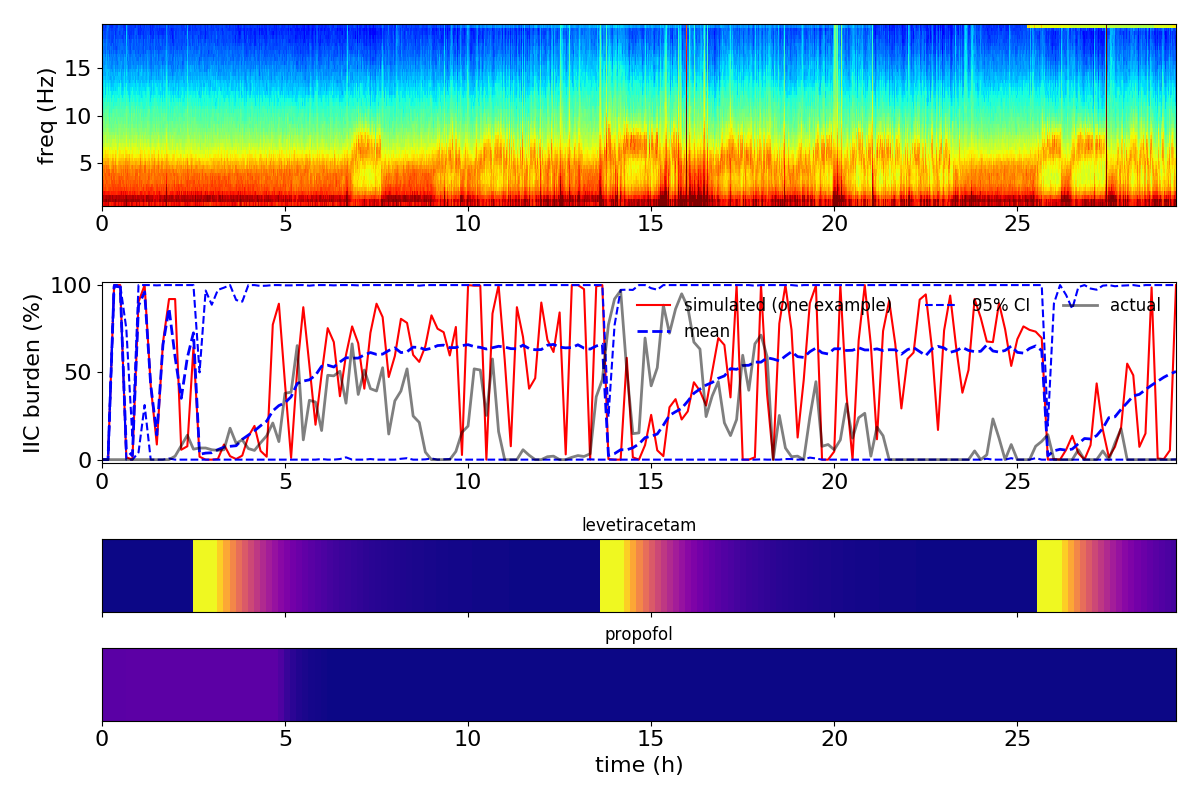 freq (Hz)
15
10
5
0 5 10 15 20 25
IIC burden (%)
100
50
0
simulated (one example) 95% CI actual
mean
0 5 10 15 20 25
levetiracetam
propofol
0 5 10 15 20 25
time (h)